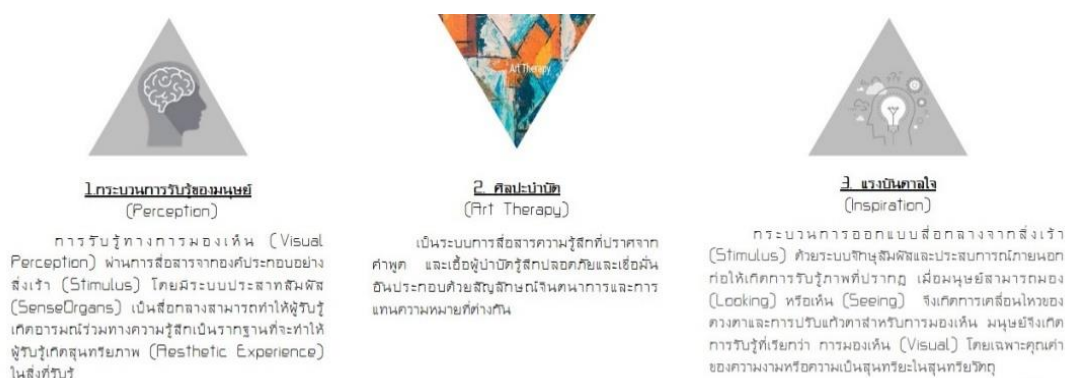 Art Therapy
1.กระบวนการรับรู้ของมนุษย์
(Perception)
การรับรู้ทางการมองเห็น (Visual
Perception) ผ่านการสื่อสารจากองค์ประกอบอย่าง
สิ่งเร้า (Stimulus) โดยมีระบบประสาทสัมผัส
(SenseOrgans) เป็นสื่อกลางสามารถทำให้ผู้รับรู้
เกิดอารมณ์ร่วมทางความรู้สึกเป็นรากฐานที่จะทำให้
ผู้รับรู้เกิดสุนทรียภาพ (Aesthetic Experience)
ในสิ่งที่รับรู้
2. ศิลปะบำบัด
(Art Therapy)
เป็นระบบการสื่อสารความรู้สึกที่ปราศจาก
คำพูด และเอื้อผู้บำบัดรู้สึกปลอดภัยและเชื่อมั่น
อันประกอบด้วยสัญลักษณ์จินตนาการและการ
แทนความหมายที่ต่างกัน
3. แรงบันดาลใจ
(Inspiration)
กระบวนการออกแบบสื่อกลางจากสิ่งเร้า
(Stimulus) ด้วยระบบจักษุสัมผัสและประสบการณ์ภายนอก
ก่อให้เกิดการรับรู้ภาพที่ปรากฏ เมื่อมนุษย์สามารถมอง
(Looking) หรือเห็น (Seeing) จึงเกิดการเคลื่อนไหวของ
ดวงตาและการปรับแก้วตาสำหรับการมองเห็น มนุษย์จึงเกิด
การรับรู้ที่เรียกว่า การมองเห็น (Visual) โดยเฉพาะคุณค่า
ของความงามหรือความเป็นสุนทรียะในสุนทรียวัตถุ